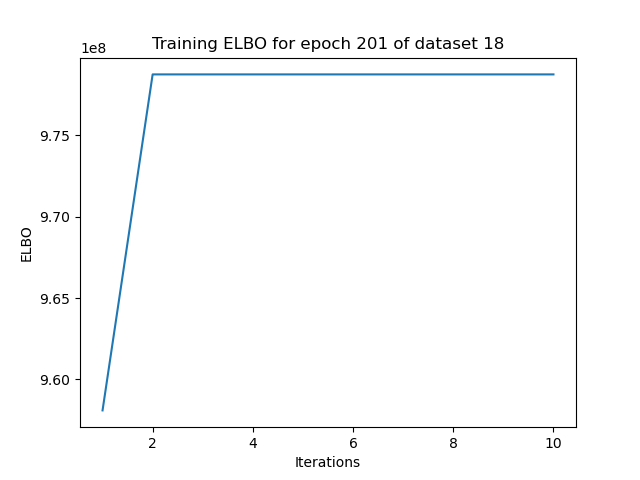 Training ELBO for epoch 201 of dataset 18
1e8
9.75
9.70
9.65
9.60
ELBO
2 4 6 8 10
Iterations